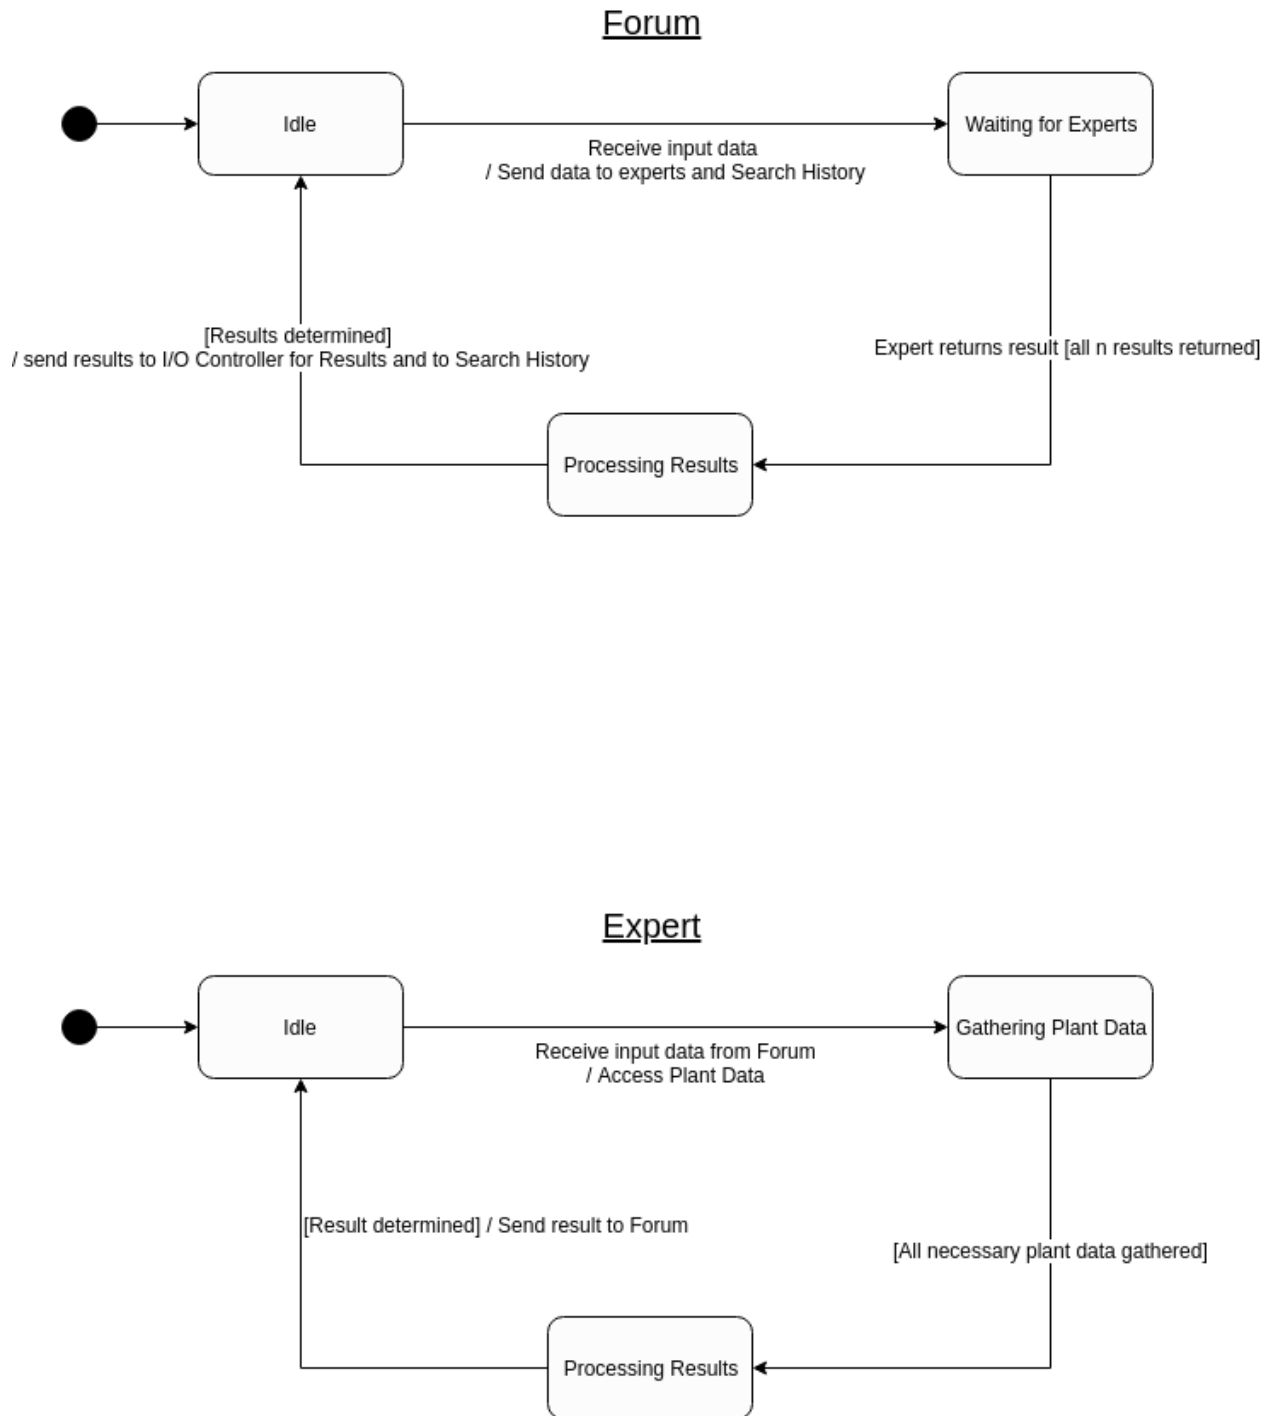 Forum
Idle
Waiting for Experts
Receive input data
/ Send data to experts and Search History
[Results determined]
/ send results to I/O Controller for Results and to Search History
Expert returns result [all n results returned]
Processing Results
Expert
Idle
Gathering Plant Data
Receive input data from Forum
/ Access Plant Data
[Result determined] / Send result to Forum
[All necessary plant data gathered]
Processing Results